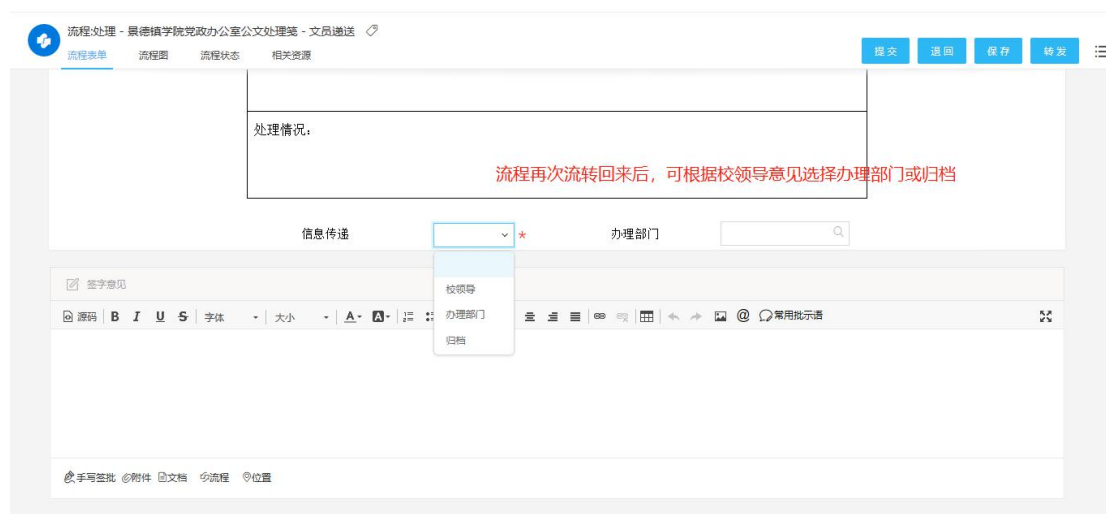 流程:处理 - 景德镇学院党政办公室公文处理笺 - 文员递送
流程表单 流程图 流程状态 相关资源
提交 退回 保存 转发
处理情况：
流程再次流转回来后，可根据校领导意见选择办理部门或归档
信息传递 * 办理部门
签字意见
校领导
源码 B I U S 字体 大小 A A 办理部门 @ 常用批示语
归档
手写签批 附件 文档 流程 位置